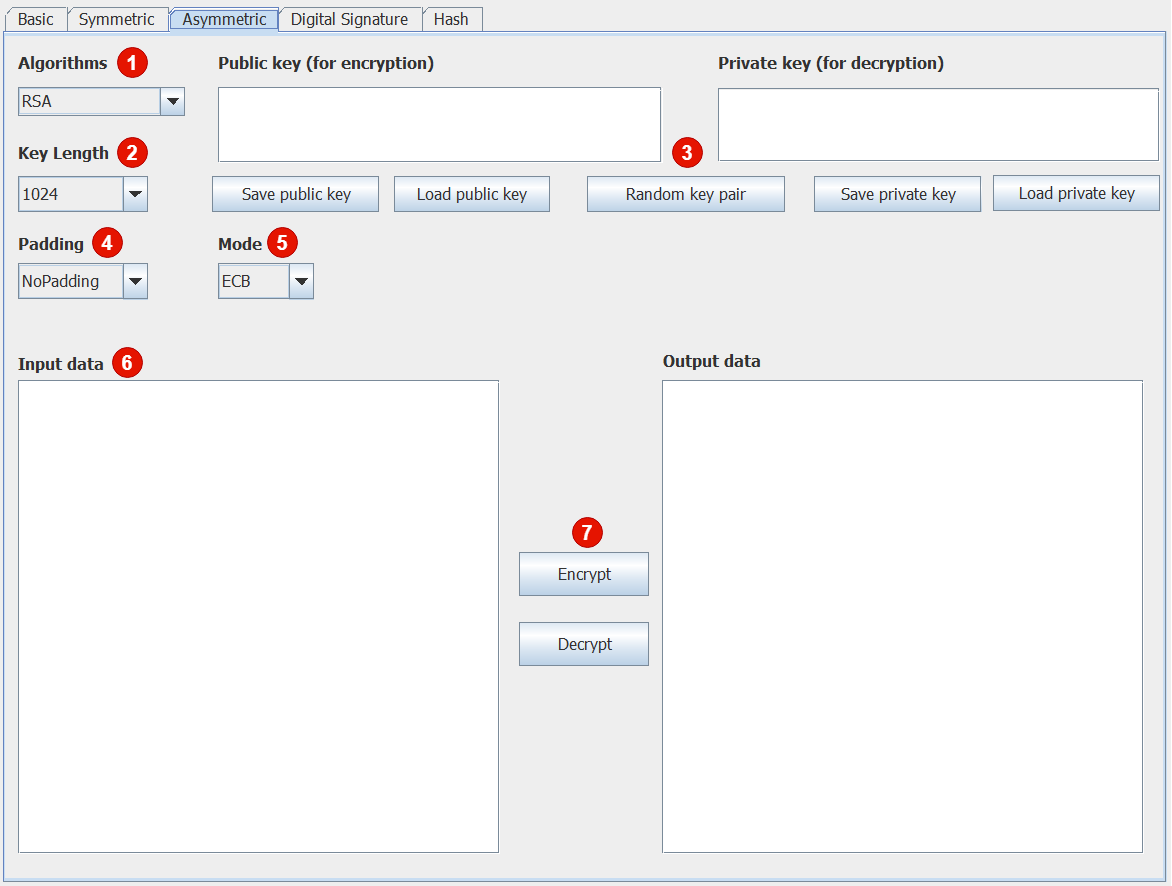 Basic Symmetric Asymmetric Digital Signature Hash
Algorithms 1 Public key (for encryption) Private key (for decryption)
RSA
Key Length 2 3
1024 Save public key Load public key Random key pair Save private key Load private key
Padding 4 Mode 5
NoPadding ECB
Input data 6 Output data
7
Encrypt
Decrypt